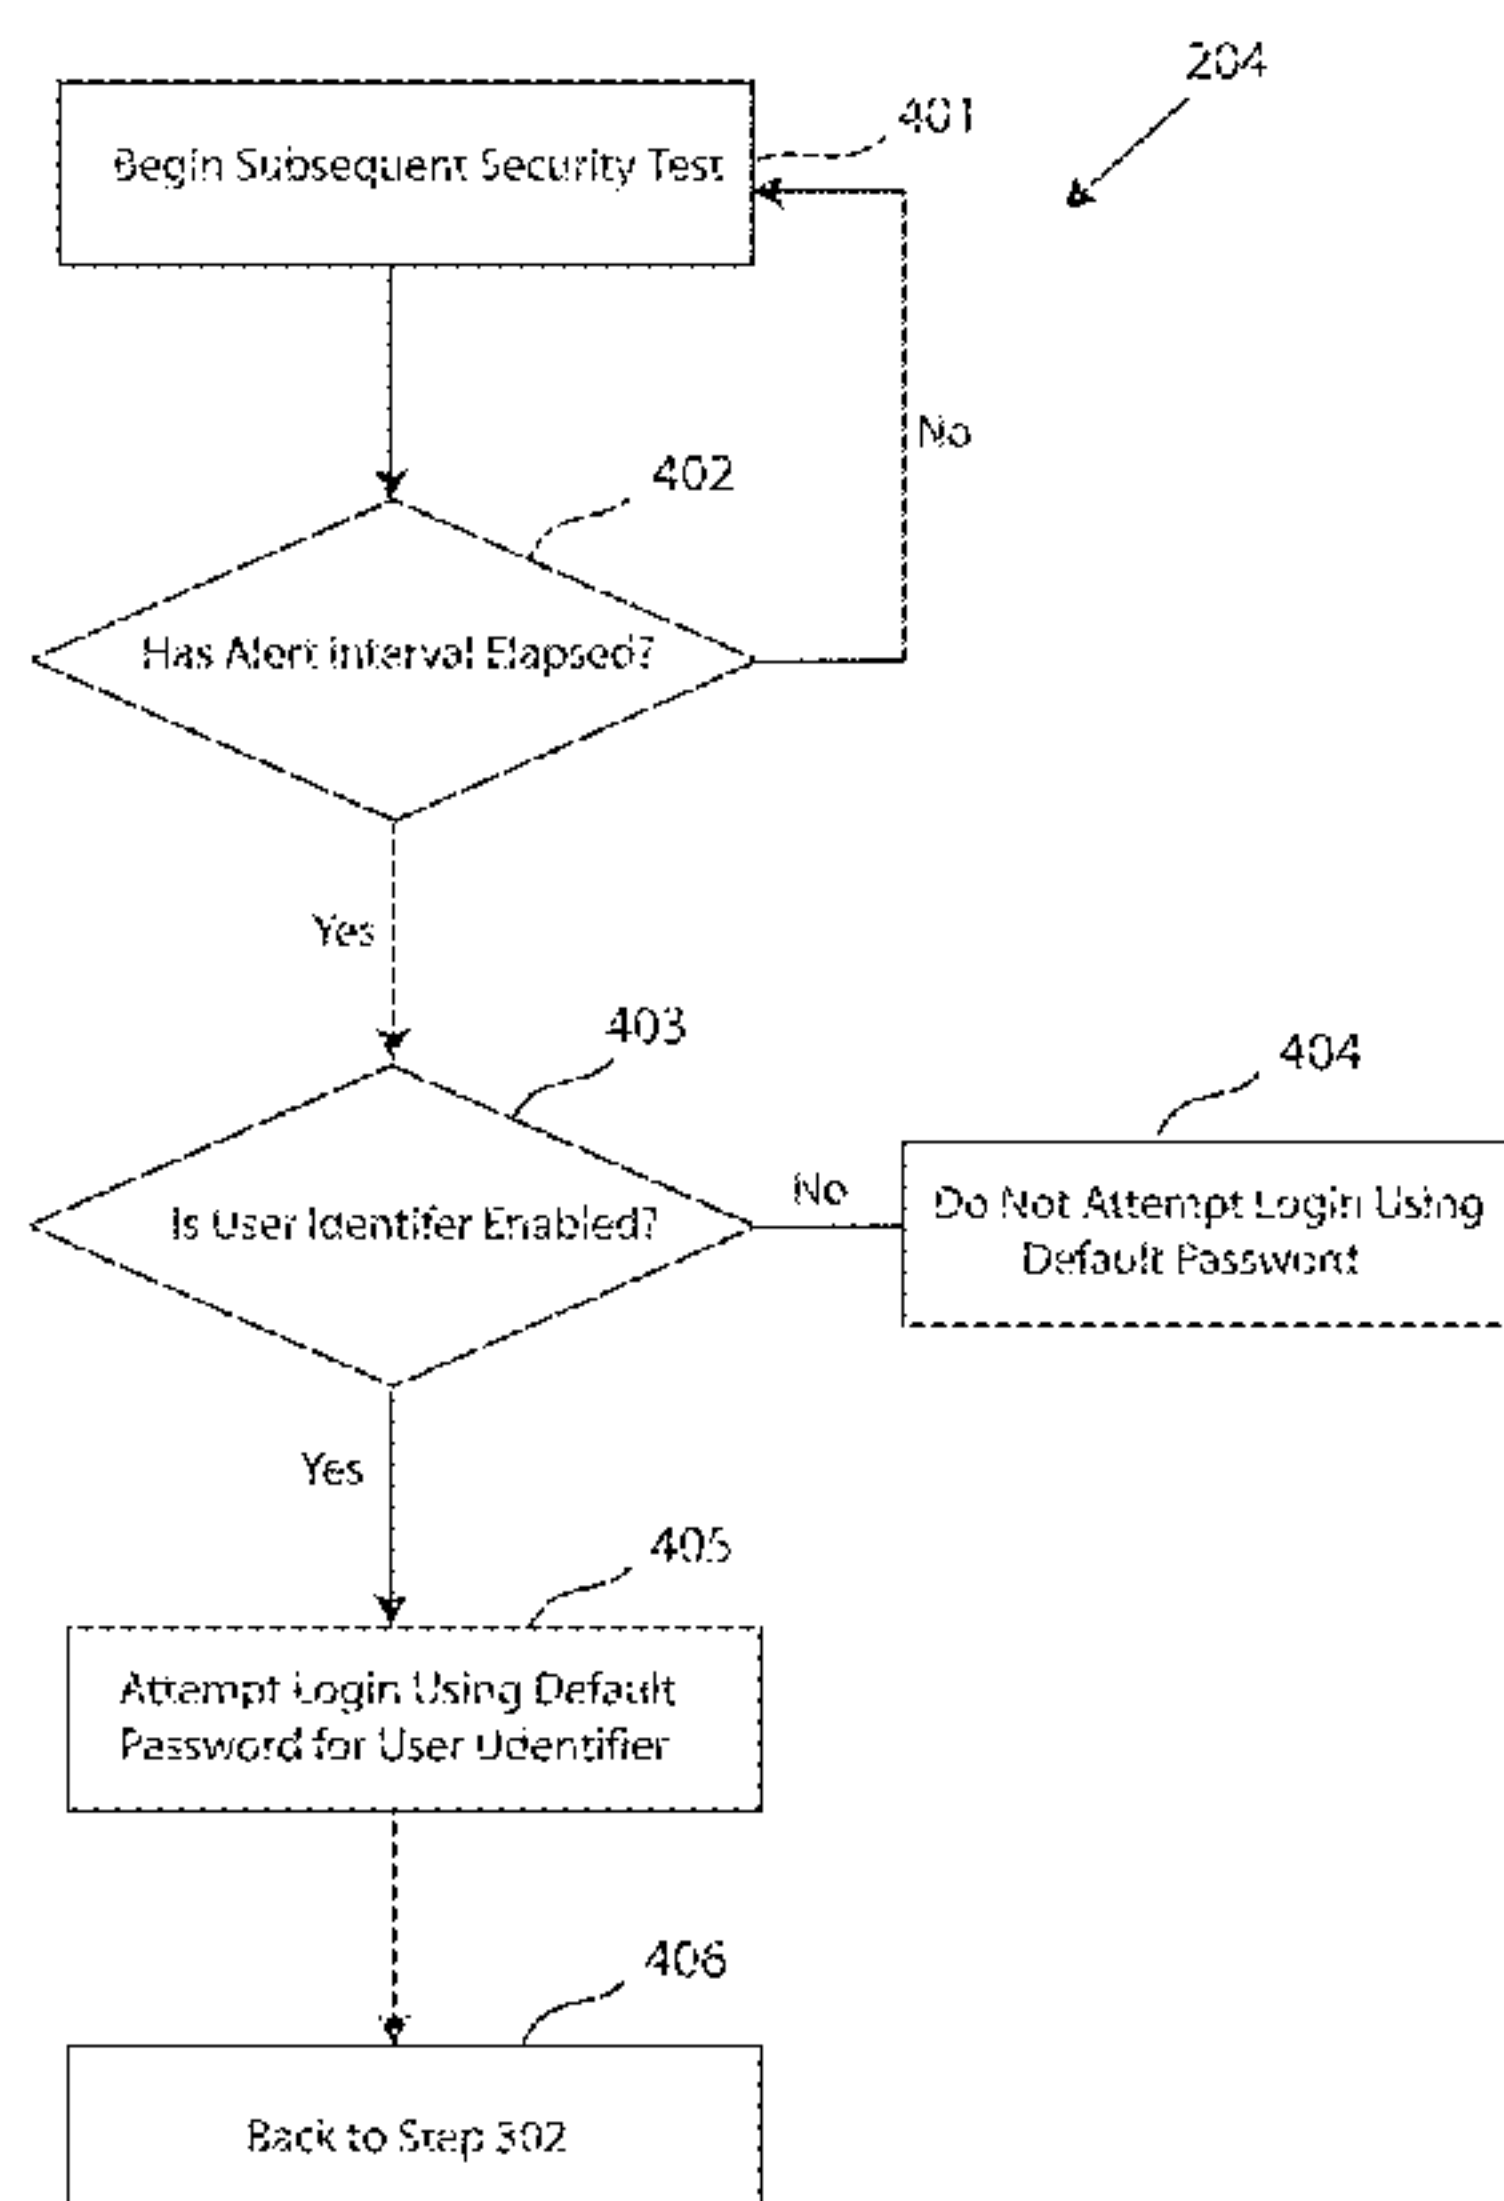 204
401
Begin Subsequent Security Test
No
402
Has Alert Interval Elapsed?
Yes
403
404
Is User Identifer Enabled?
No
Do Not Attempt Login Using
Default Password
Yes
405
Attempt Login Using Default
Password for User Udentifier
406
Back to Step 302